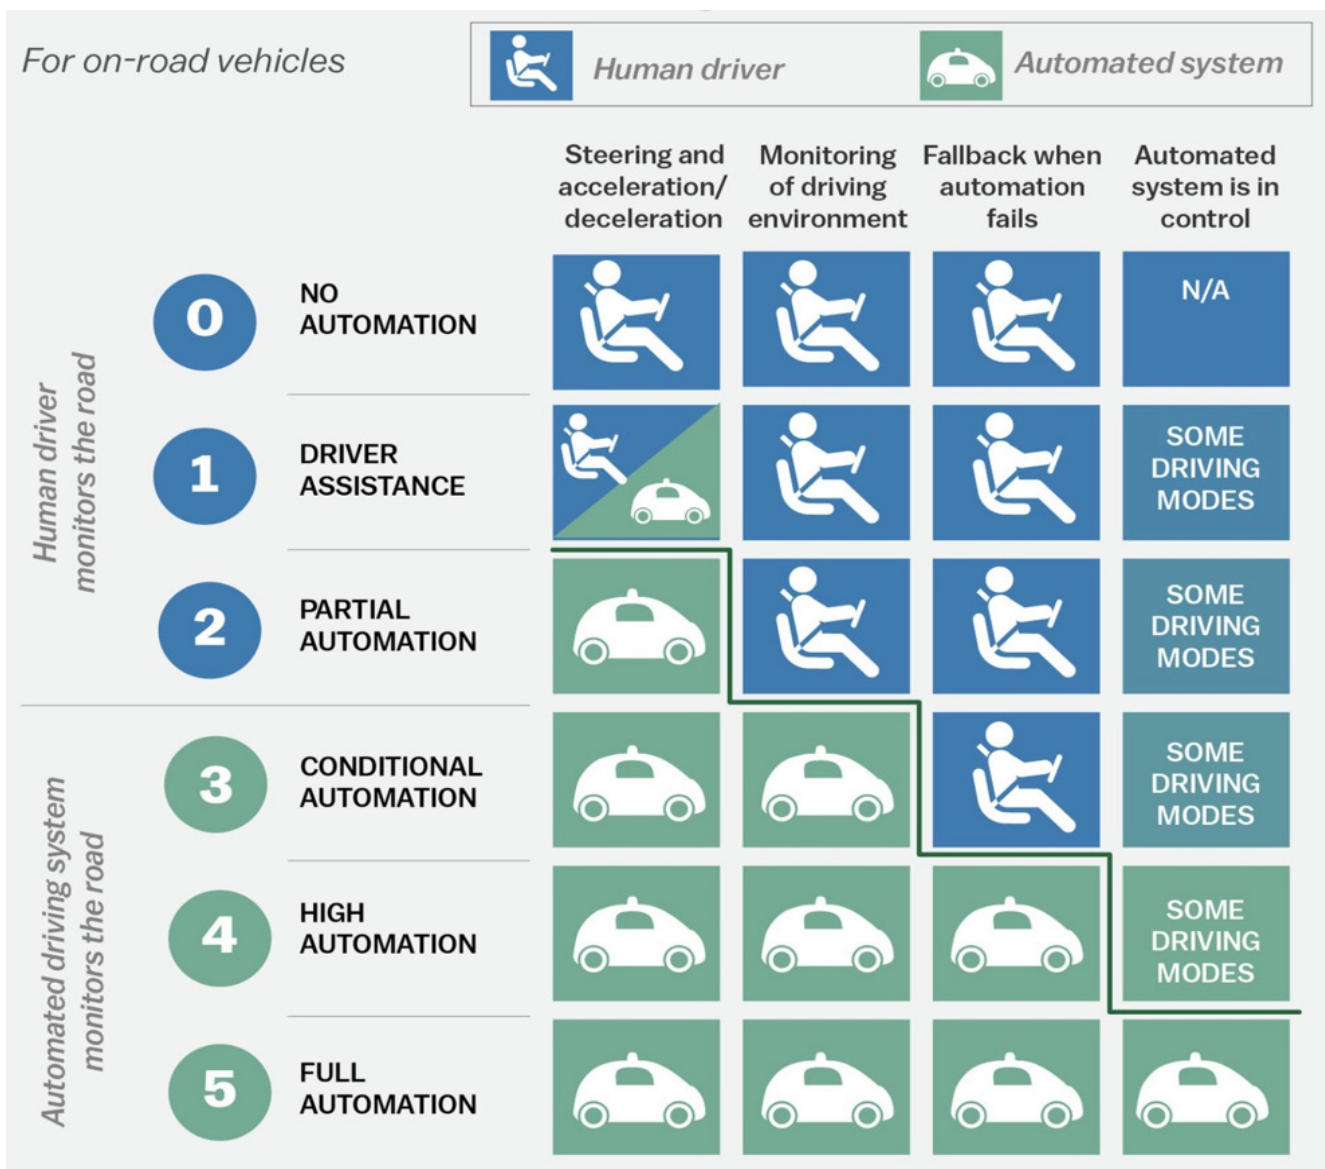 For on-road vehicles
Human driver
Automated system
Steering and
acceleration/
deceleration
Monitoring
of driving
environment
Fallback when
automation
fails
Automated
system is in
control
Human driver
monitors the road
0
NO
AUTOMATION
N/A
1
DRIVER
ASSISTANCE
SOME
DRIVING
MODES
2
PARTIAL
AUTOMATION
SOME
DRIVING
MODES
Automated driving system
monitors the road
3
CONDITIONAL
AUTOMATION
SOME
DRIVING
MODES
4
HIGH
AUTOMATION
SOME
DRIVING
MODES
5
FULL
AUTOMATION